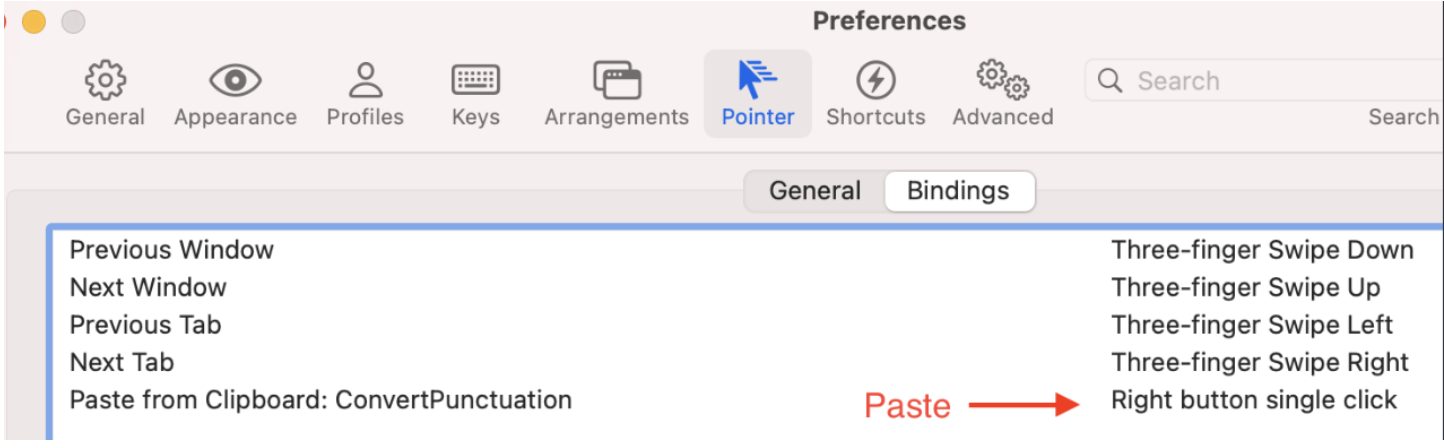 Preferences
General Appearance Profiles Keys Arrangements Pointer Shortcuts Advanced Search
Search
General Bindings
Previous Window Three-finger Swipe Down
Next Window Three-finger Swipe Up
Previous Tab Three-finger Swipe Left
Next Tab Three-finger Swipe Right
Paste from Clipboard: ConvertPunctuation Paste Right button single click